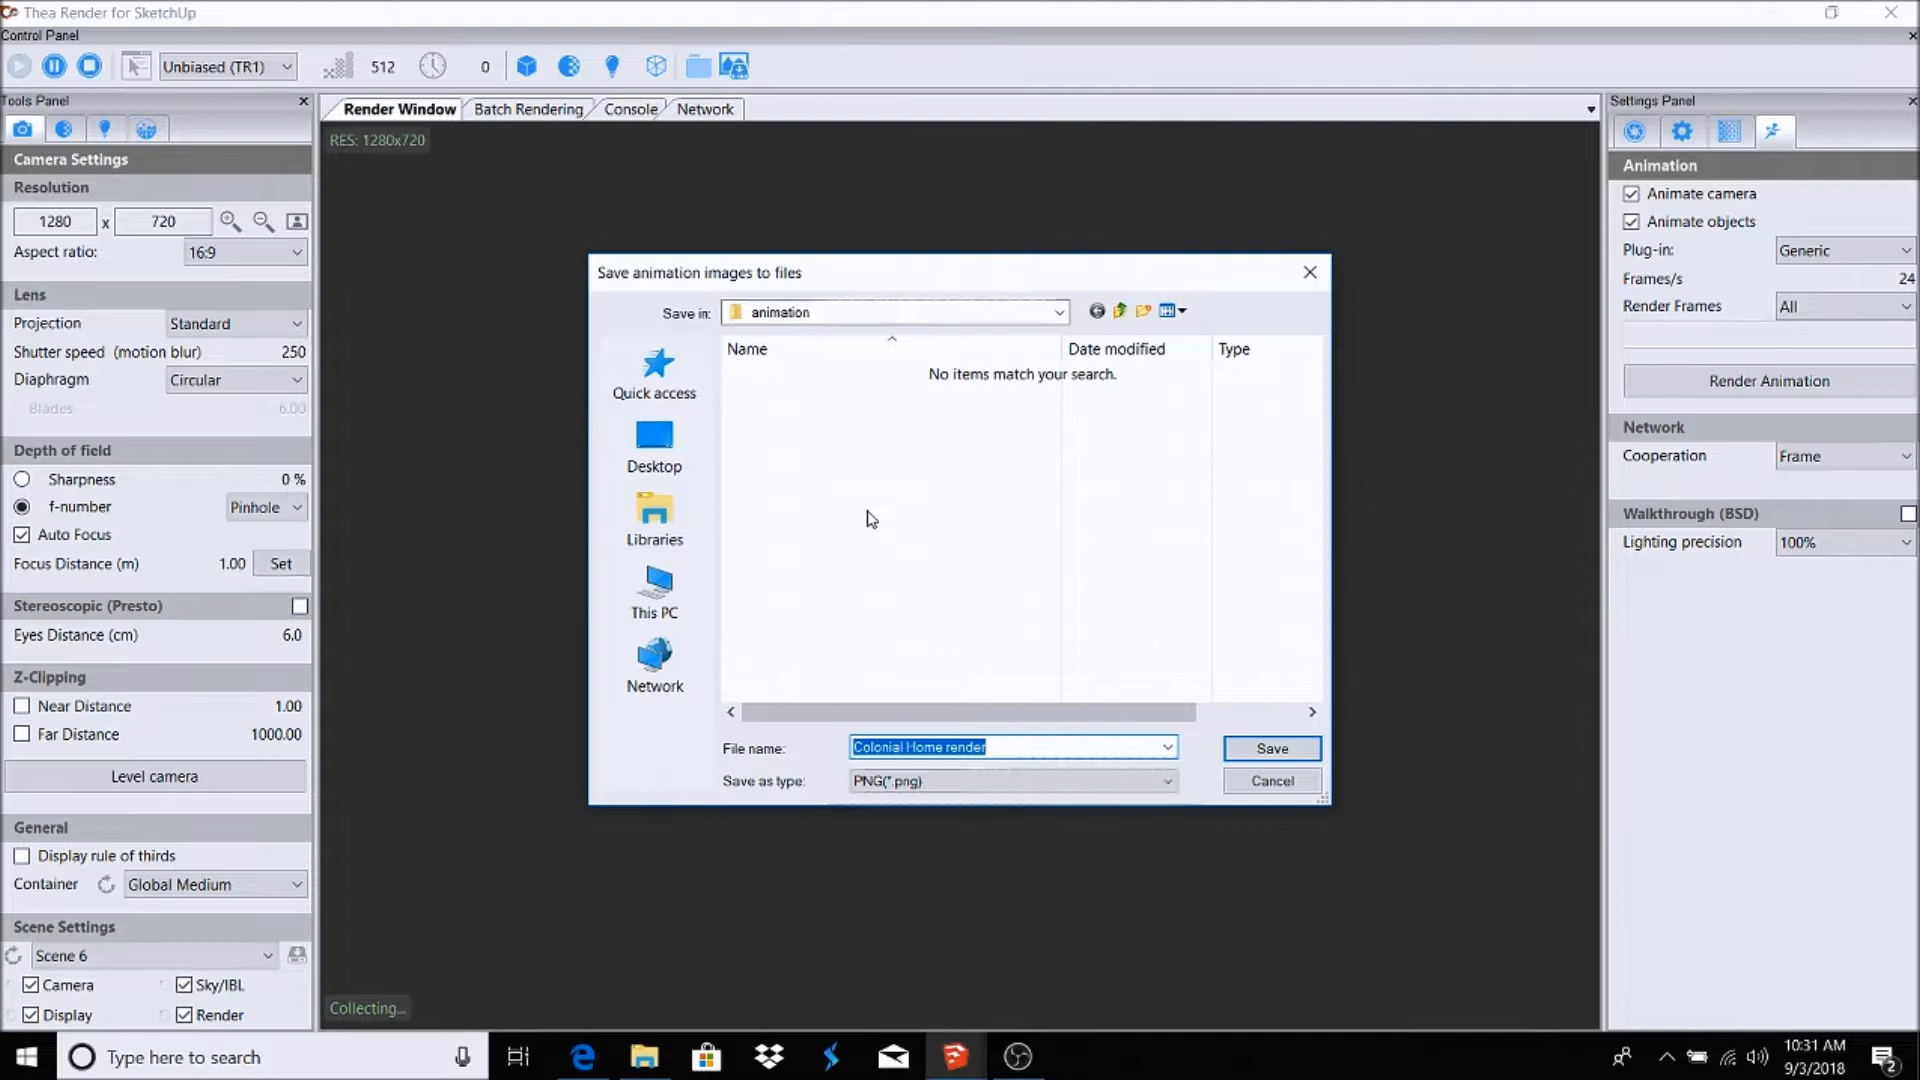 Thea Render for SketchUp
Control Panel
Unbiased (TR1)
512
0
Tools Panel
Camera Settings
Resolution
1280 x 720
Aspect ratio: 16:9
Lens
Projection Standard
Shutter speed (motion blur) 250
Diaphragm Circular
Blades 6.00
Depth of field
Sharpness 0 %
f-number Pinhole
Auto Focus
Focus Distance (m) 1.00 Set
Stereoscopic (Presto)
Eyes Distance (cm) 6.0
Z-Clipping
Near Distance 1.00
Far Distance 1000.00
Level camera
General
Display rule of thirds
Container Global Medium
Scene Settings
Scene 6
Camera Sky/IBL
Display Render
Render Window Batch Rendering Console Network
RES: 1280x720
Save animation images to files
Save in: animation
Name Date modified Type
No items match your search.
Quick access
Desktop
Libraries
This PC
Network
File name: Colonial Home render Save
Save as type: PNG(*.png) Cancel
Collecting...
Settings Panel
Animation
Animate camera
Animate objects
Plug-in: Generic
Frames/s 24
Render Frames All
Render Animation
Network
Cooperation Frame
Walkthrough (BSD)
Lighting precision 100%
Type here to search
10:31 AM
9/3/2018
2